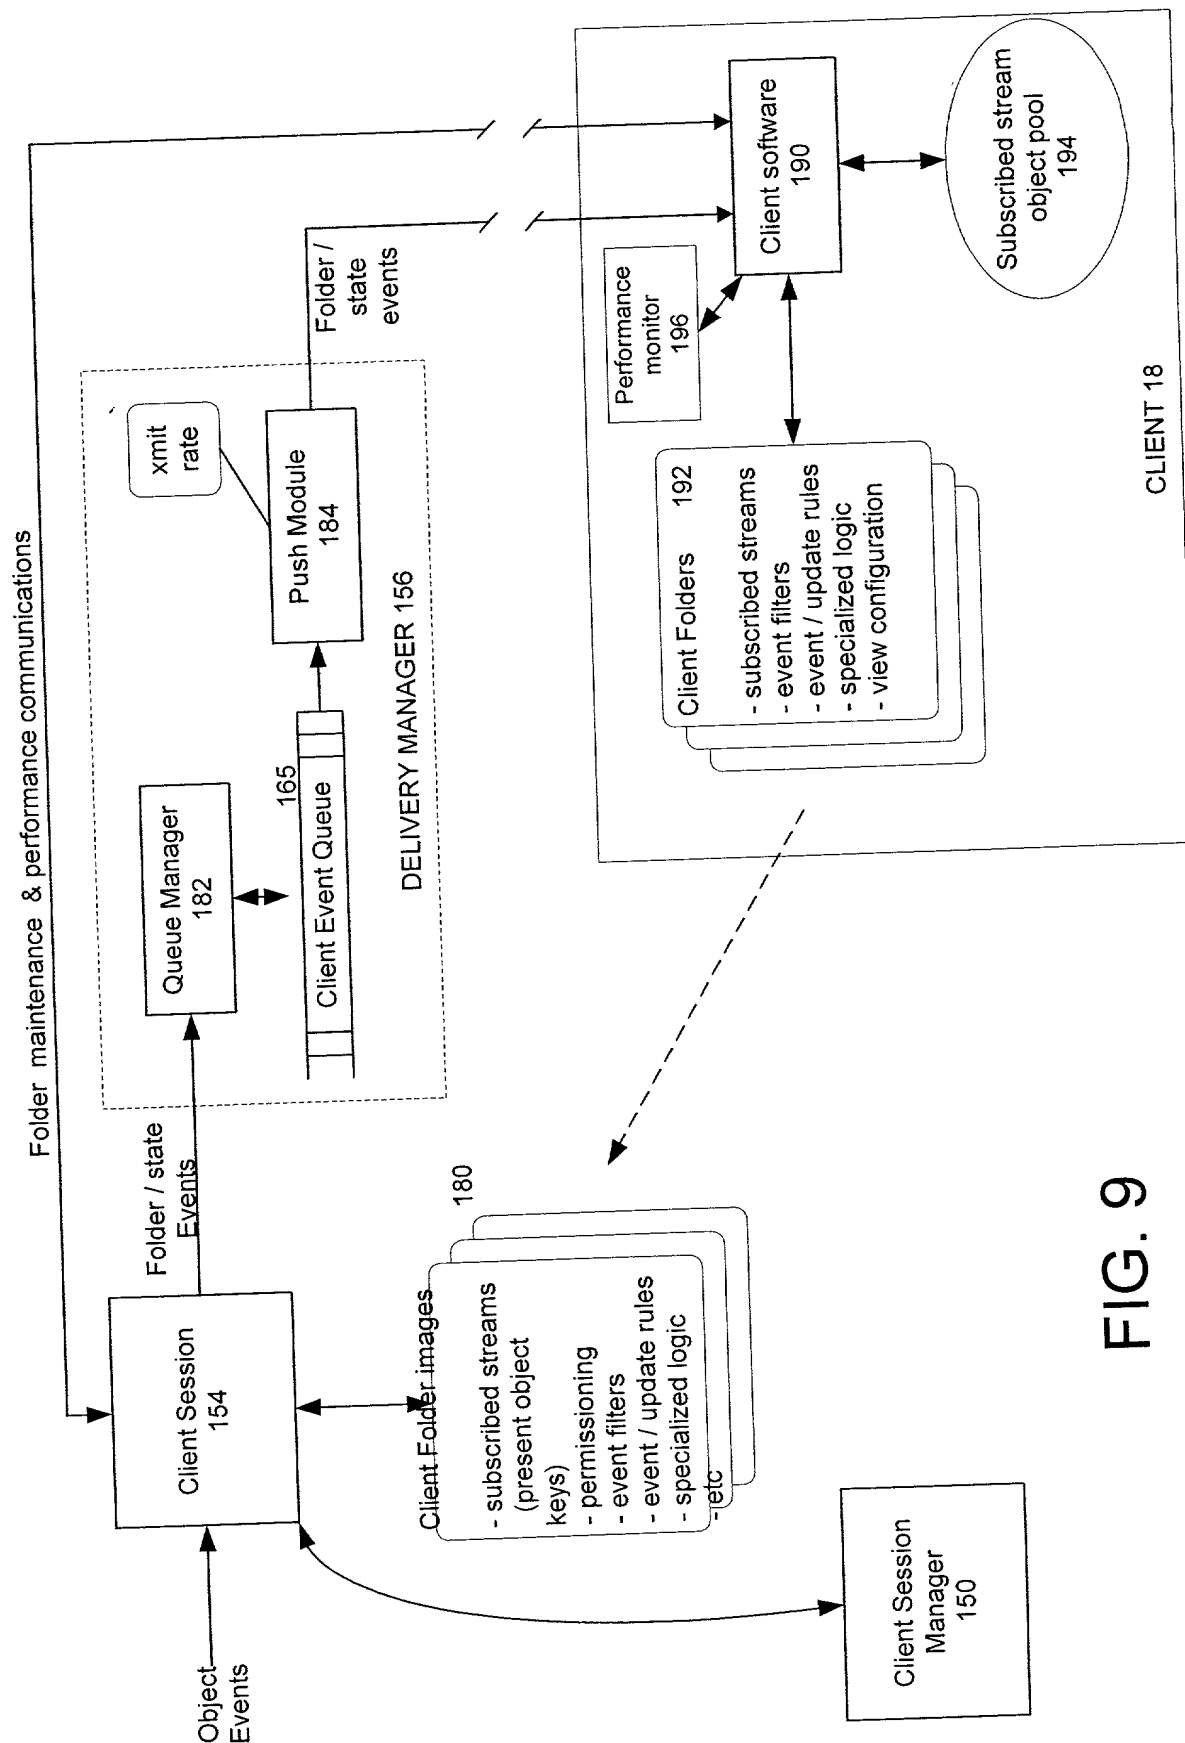 Folder maintenance & performance communications
Object
Events
Client Session
154
Folder / state
Events
Queue Manager
182
165
Client Event Queue
xmit
rate
Push Module
184
DELIVERY MANAGER 156
Folder /
state
events
Client Folder images
180
- subscribed streams
(present object
keys)
- permissioning
- event filters
- event / update rules
- specialized logic
- etc
Client Session
Manager
150
Performance
monitor
196
Client software
190
Subscribed stream
object pool
194
Client Folders 192
- subscribed streams
- event filters
- event / update rules
- specialized logic
- view configuration
CLIENT 18
FIG. 9